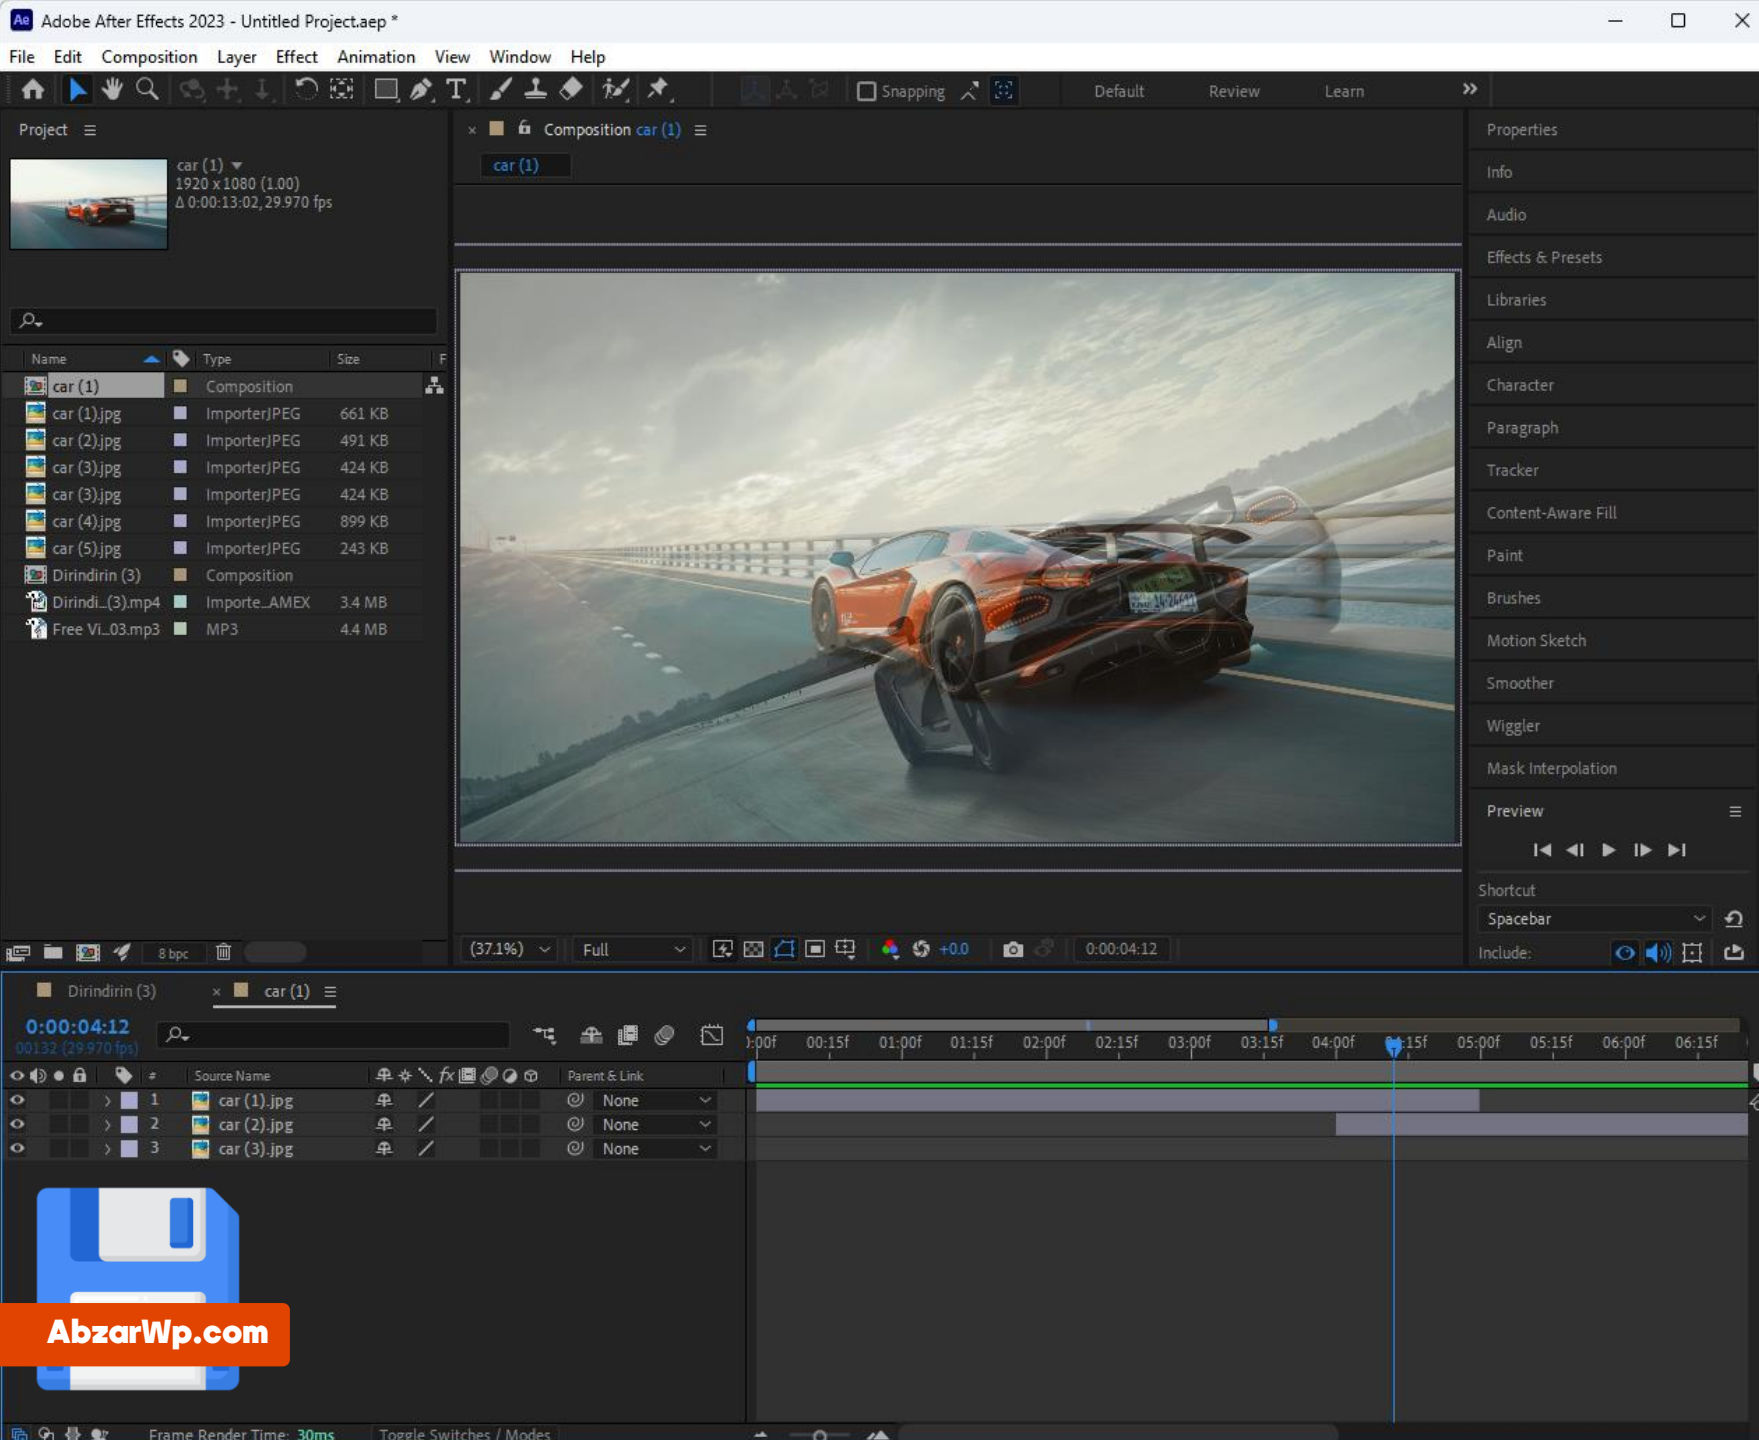 Adobe After Effects 2023 - Untitled Project.aep *
File Edit Composition Layer Effect Animation View Window Help
Snapping Default Review Learn
Project
car (1)
1920 x 1080 (1.00)
Δ 0:00:13:02, 29.970 fps
Name Type Size F
car (1) Composition
car (1).jpg ImporterJPEG 661 KB
car (2).jpg ImporterJPEG 491 KB
car (3).jpg ImporterJPEG 424 KB
car (3).jpg ImporterJPEG 424 KB
car (4).jpg ImporterJPEG 899 KB
car (5).jpg ImporterJPEG 243 KB
Dirindirin (3) Composition
Dirindi...(3).mp4 Importe...AMEX 3.4 MB
Free Vi...03.mp3 MP3 4.4 MB
8 bpc
Composition car (1)
car (1)
(37.1%) Full +0.0 0:00:04:12
Properties
Info
Audio
Effects & Presets
Libraries
Align
Character
Paragraph
Tracker
Content-Aware Fill
Paint
Brushes
Motion Sketch
Smoother
Wiggler
Mask Interpolation
Preview
Shortcut
Spacebar
Include:
Dirindirin (3) car (1)
0:00:04:12
00132 (29.970 fps)
):00f 00:15f 01:00f 01:15f 02:00f 02:15f 03:00f 03:15f 04:00f 15f 05:00f 05:15f 06:00f 06:15f
# Source Name fx Parent & Link
1 car (1).jpg None
2 car (2).jpg None
3 car (3).jpg None
AbzarWp.com
Frame Render Time: 30ms Toggle Switches / Modes